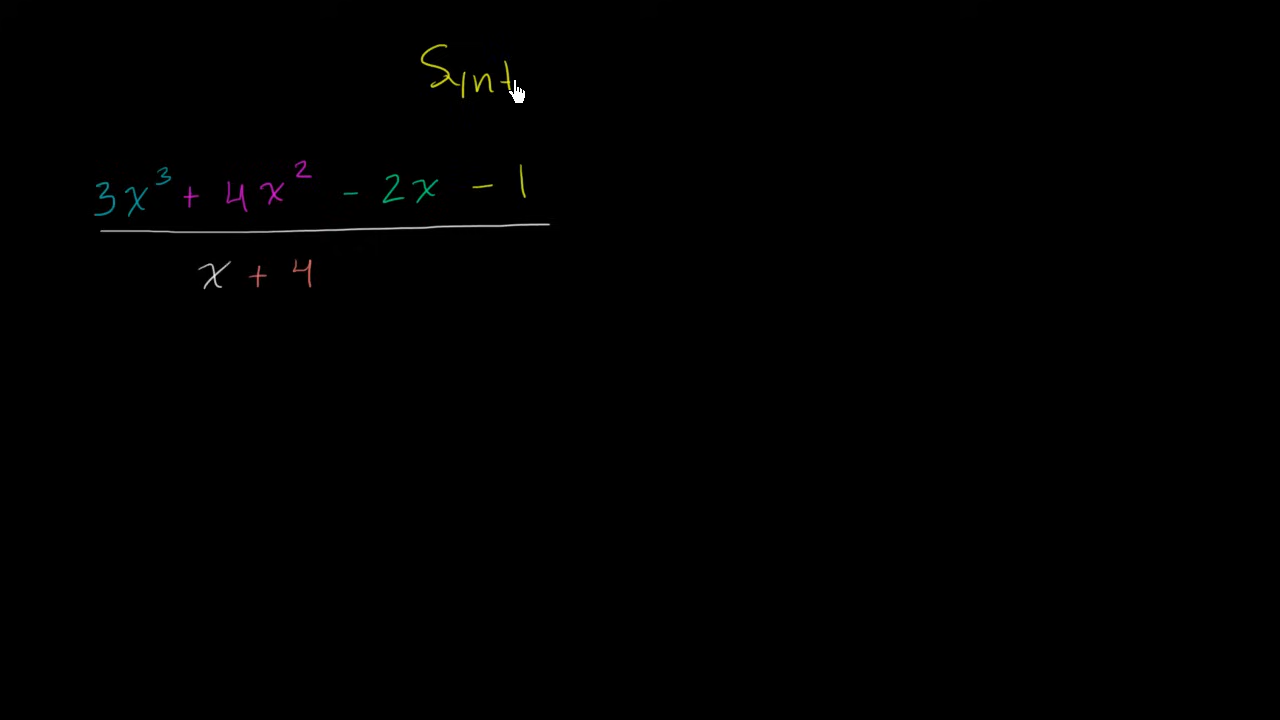 Synt
3x³ + 4x² - 2x - 1
x + 4